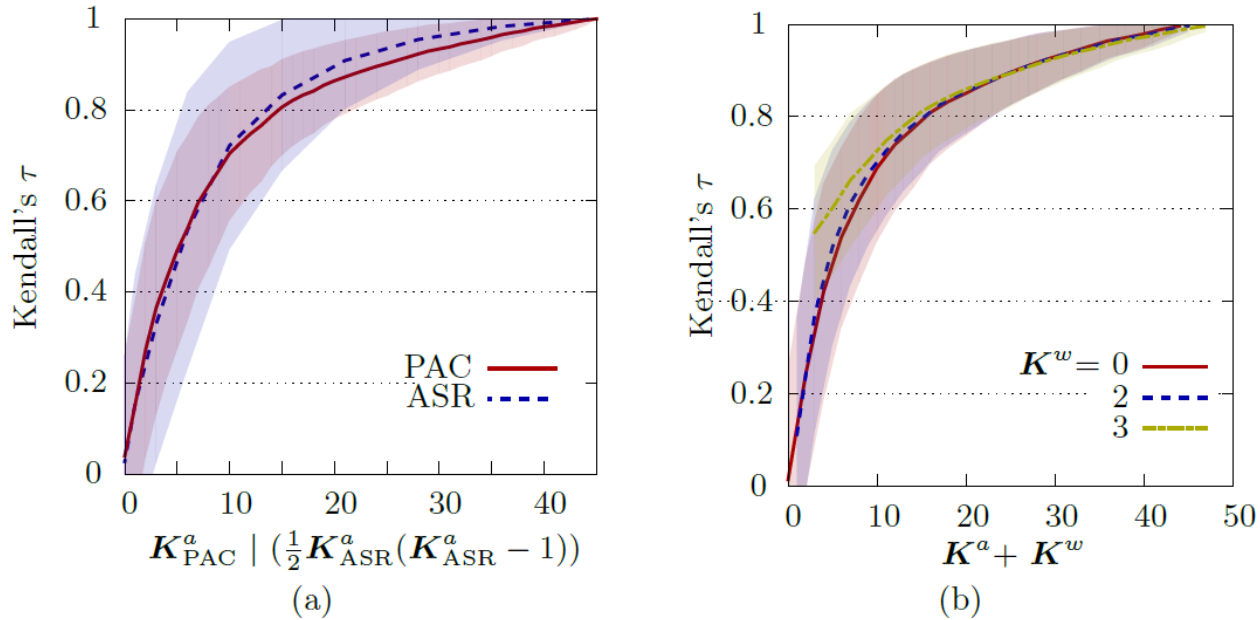 1
0.8
0.6
0.4
0.2
0
Kendall's τ
PAC
ASR
0 10 20 30 40
K^a_PAC | (½K^a_ASR(K^a_ASR − 1))
(a)
1
0.8
0.6
0.4
0.2
0
Kendall's τ
K^w = 0
2
3
0 10 20 30 40 50
K^a + K^w
(b)